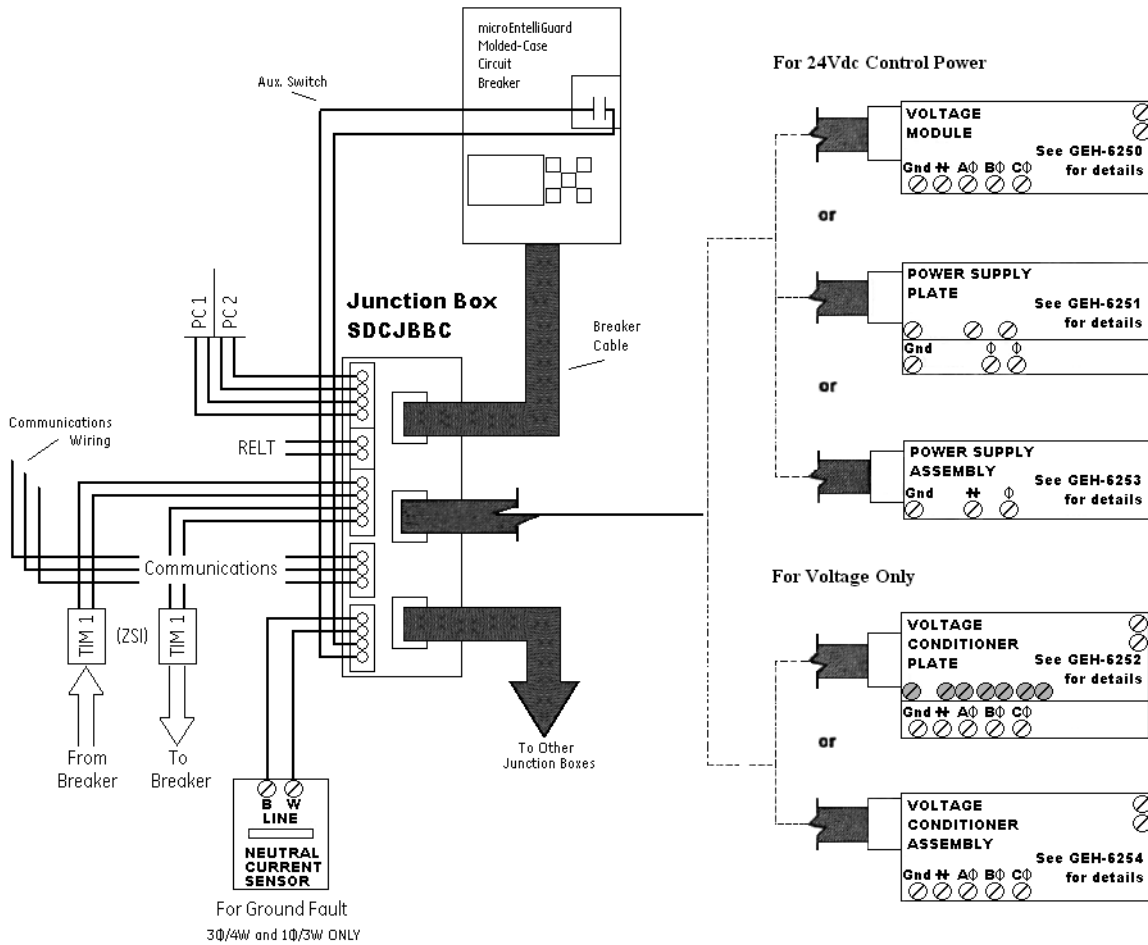 microEntelliGuard
Molded-Case
Circuit
Breaker
Aux. Switch
Junction Box
SDCJBBC
Breaker
Cable
PC 1
PC 2
RELT
Communications
Wiring
Communications
TIM 1
(ZSI)
TIM 1
From
Breaker
To
Breaker
To Other
Junction Boxes
B W
LINE
NEUTRAL
CURRENT
SENSOR
For Ground Fault
3Φ/4W and 1Φ/3W ONLY
For 24Vdc Control Power
VOLTAGE
MODULE
See GEH-6250
for details
Gnd N AΦ BΦ CΦ
or
POWER SUPPLY
PLATE
See GEH-6251
for details
Gnd Φ Φ
or
POWER SUPPLY
ASSEMBLY
See GEH-6253
for details
Gnd N Φ
For Voltage Only
VOLTAGE
CONDITIONER
PLATE
See GEH-6252
for details
Gnd N AΦ BΦ CΦ
or
VOLTAGE
CONDITIONER
ASSEMBLY
See GEH-6254
for details
Gnd N AΦ BΦ CΦ